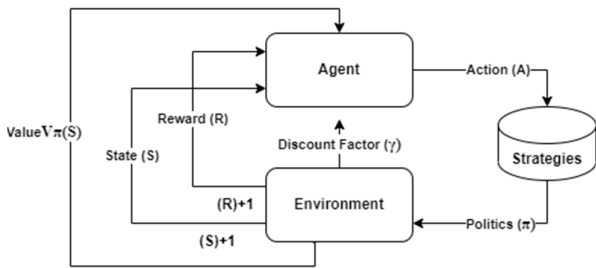 Agent
Action (A)
Reward (R)
ValueVπ(S)
State (S)
Discount Factor (γ)
Strategies
(R)+1
Environment
Politics (π)
(S)+1